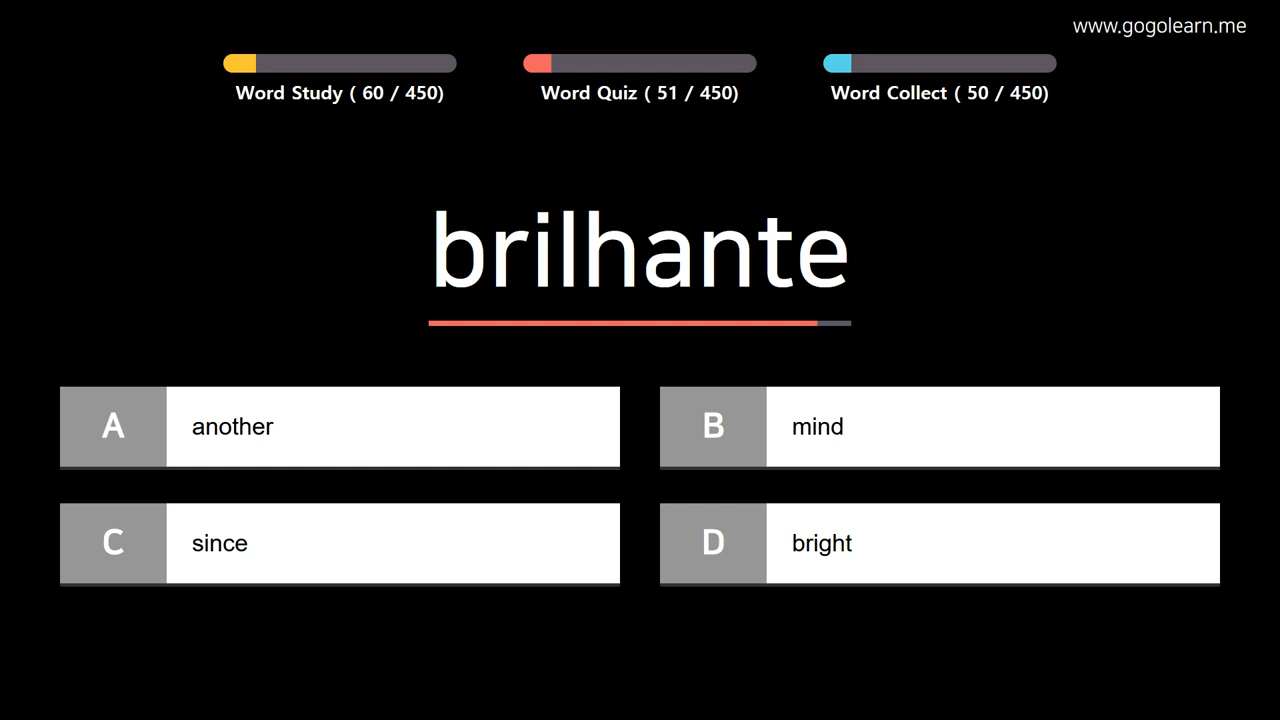 www.gogolearn.me
Word Study ( 60 / 450)
Word Quiz ( 51 / 450)
Word Collect ( 50 / 450)
brilhante
A another
B mind
C since
D bright